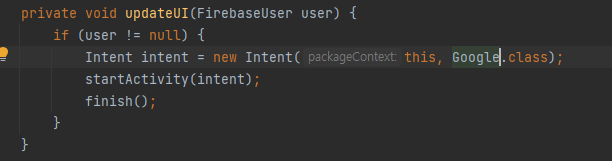 private void updateUI(FirebaseUser user) {
if (user != null) {
Intent intent = new Intent( packageContext: this, Google.class);
startActivity(intent);
finish();
}
}